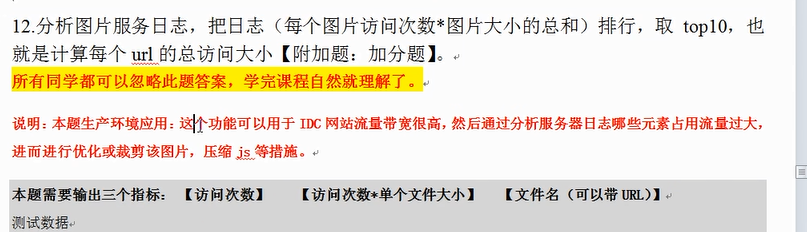 12.分析图片服务日志，把日志（每个图片访问次数*图片大小的总和）排行，取 top10，也
就是计算每个 url 的总访问大小【附加题：加分题】。
所有同学都可以忽略此题答案，学完课程自然就理解了。
说明：本题生产环境应用：这个功能可以用于 IDC 网站流量带宽很高，然后通过分析服务器日志哪些元素占用流量过大，
进而进行优化或裁剪该图片，压缩 js 等措施。
本题需要输出三个指标： 【访问次数】 【访问次数*单个文件大小】 【文件名（可以带 URL）】
测试数据